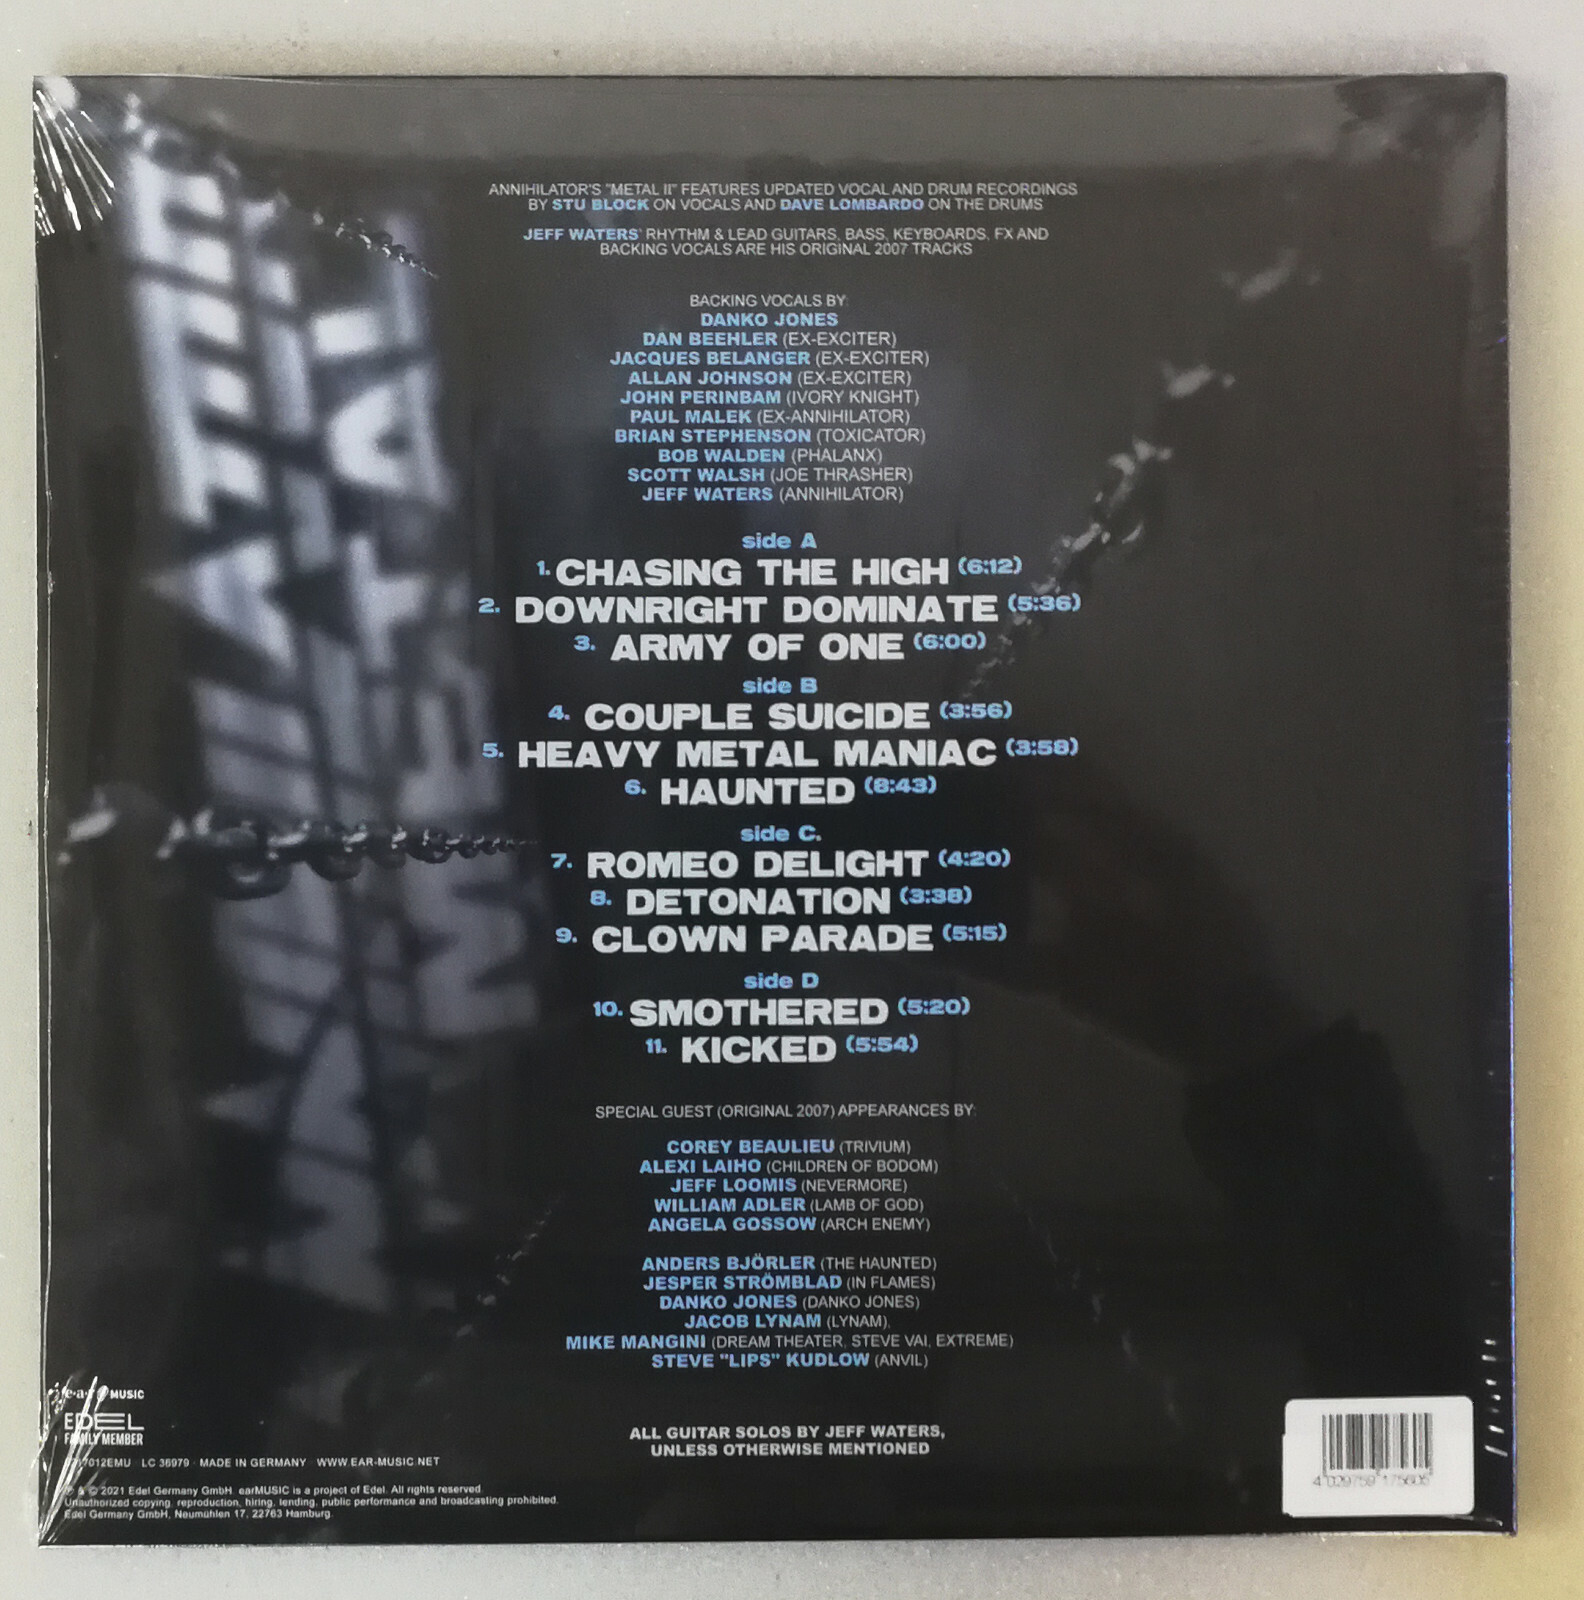 ANNIHILATOR'S "METAL II" FEATURES UPDATED VOCAL AND DRUM RECORDINGS
BY STU BLOCK ON VOCALS AND DAVE LOMBARDO ON THE DRUMS
JEFF WATERS' RHYTHM & LEAD GUITARS, BASS, KEYBOARDS, FX AND
BACKING VOCALS ARE HIS ORIGINAL 2007 TRACKS
BACKING VOCALS BY:
DANKO JONES
DAN BEEHLER (EX-EXCITER)
JACQUES BELANGER (EX-EXCITER)
ALLAN JOHNSON (EX-EXCITER)
JOHN PERINBAM (IVORY KNIGHT)
PAUL MALEK (EX-ANNIHILATOR)
BRIAN STEPHENSON (TOXICATOR)
BOB WALDEN (PHALANX)
SCOTT WALSH (JOE THRASHER)
JEFF WATERS (ANNIHILATOR)
side A
1. CHASING THE HIGH (6:12)
2. DOWNRIGHT DOMINATE (5:36)
3. ARMY OF ONE (6:00)
side B
4. COUPLE SUICIDE (3:56)
5. HEAVY METAL MANIAC (3:58)
6. HAUNTED (8:43)
side C.
7. ROMEO DELIGHT (4:20)
8. DETONATION (3:38)
9. CLOWN PARADE (5:15)
side D
10. SMOTHERED (5:20)
11. KICKED (5:54)
SPECIAL GUEST (ORIGINAL 2007) APPEARANCES BY:
COREY BEAULIEU (TRIVIUM)
ALEXI LAIHO (CHILDREN OF BODOM)
JEFF LOOMIS (NEVERMORE)
WILLIAM ADLER (LAMB OF GOD)
ANGELA GOSSOW (ARCH ENEMY)
ANDERS BJÖRLER (THE HAUNTED)
JESPER STRÖMBLAD (IN FLAMES)
DANKO JONES (DANKO JONES)
JACOB LYNAM (LYNAM),
MIKE MANGINI (DREAM THEATER, STEVE VAI, EXTREME)
STEVE "LIPS" KUDLOW (ANVIL)
ALL GUITAR SOLOS BY JEFF WATERS,
UNLESS OTHERWISE MENTIONED
e·a·r MUSIC
EDEL
FAMILY MEMBER
LC 36979 · MADE IN GERMANY · WWW.EAR-MUSIC.NET
℗ & © 2021 Edel Germany GmbH. earMUSIC is a project of Edel. All rights reserved.
Unauthorized copying, reproduction, hiring, lending, public performance and broadcasting prohibited.
Edel Germany GmbH, Neumühlen 17, 22763 Hamburg.
4 029759 175605